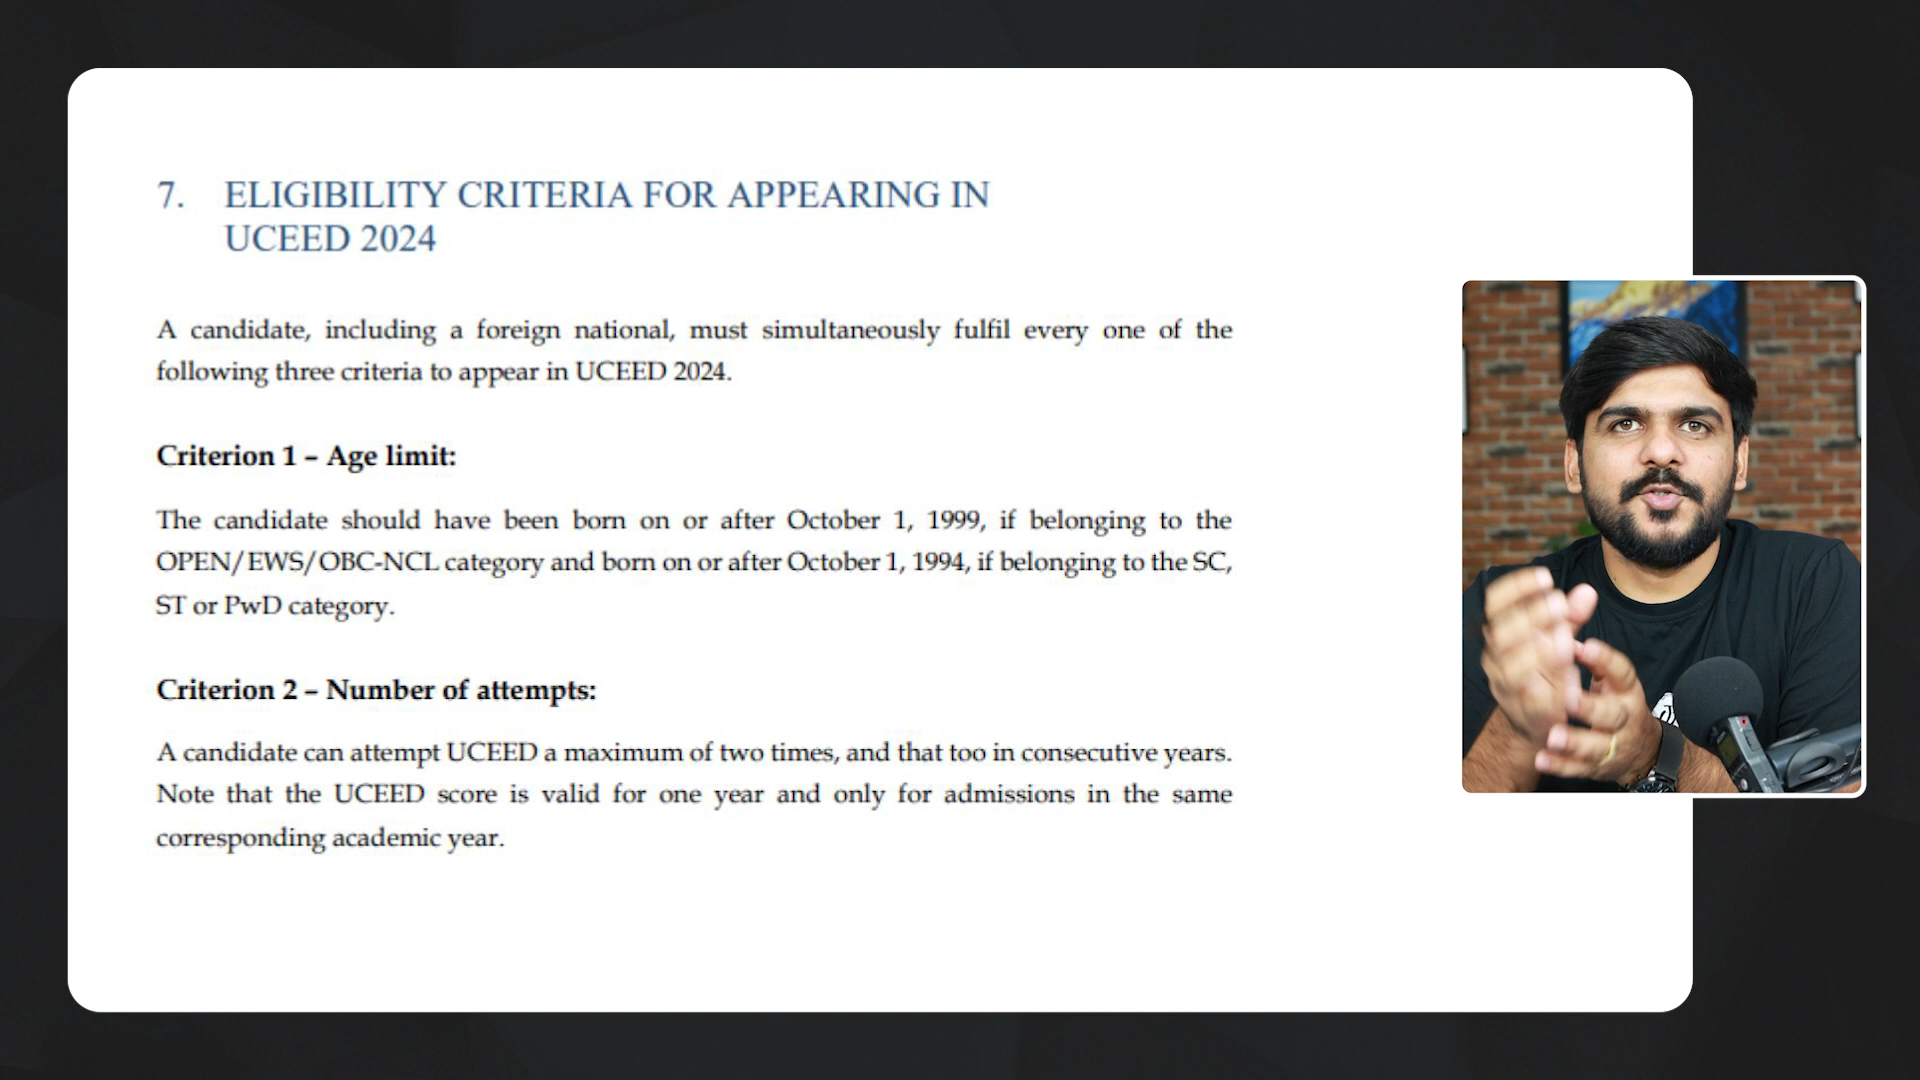 7. ELIGIBILITY CRITERIA FOR APPEARING IN
UCEED 2024
A candidate, including a foreign national, must simultaneously fulfil every one of the
following three criteria to appear in UCEED 2024.
Criterion 1 – Age limit:
The candidate should have been born on or after October 1, 1999, if belonging to the
OPEN/EWS/OBC-NCL category and born on or after October 1, 1994, if belonging to the SC,
ST or PwD category.
Criterion 2 – Number of attempts:
A candidate can attempt UCEED a maximum of two times, and that too in consecutive years.
Note that the UCEED score is valid for one year and only for admissions in the same
corresponding academic year.